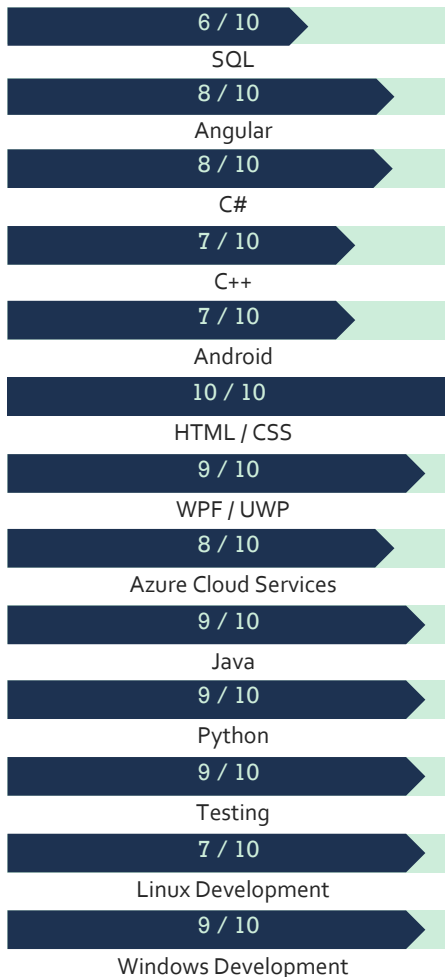 6 / 10
SQL
8 / 10
Angular
8 / 10
C#
7 / 10
C++
7 / 10
Android
10 / 10
HTML / CSS
9 / 10
WPF / UWP
8 / 10
Azure Cloud Services
9 / 10
Java
9 / 10
Python
9 / 10
Testing
7 / 10
Linux Development
9 / 10
Windows Development